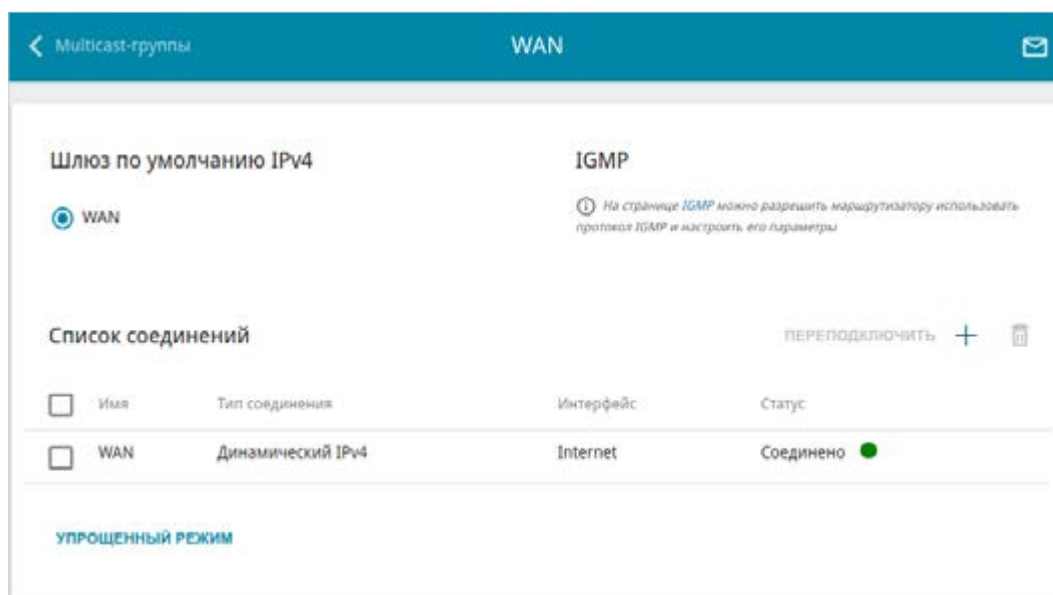 Multicast-группы
WAN
Шлюз по умолчанию IPv4
WAN
IGMP
На странице IGMP можно разрешить маршрутизатору использовать
протокол IGMP и настроить его параметры
Список соединений
ПЕРЕПОДКЛЮЧИТЬ
Имя Тип соединения Интерфейс Статус
WAN Динамический IPv4 Internet Соединено
УПРОЩЕННЫЙ РЕЖИМ